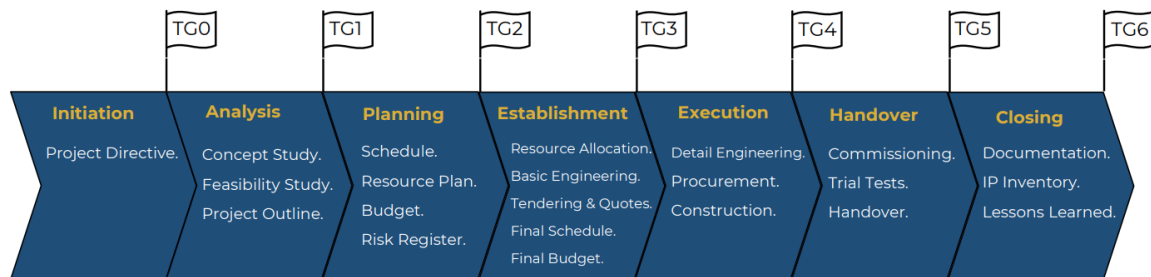 TG0
TG1
TG2
TG3
TG4
TG5
TG6
Initiation
Project Directive.
Analysis
Concept Study.
Feasibility Study.
Project Outline.
Planning
Schedule.
Resource Plan.
Budget.
Risk Register.
Establishment
Resource Allocation.
Basic Engineering.
Tendering & Quotes.
Final Schedule.
Final Budget.
Execution
Detail Engineering.
Procurement.
Construction.
Handover
Commissioning.
Trial Tests.
Handover.
Closing
Documentation.
IP Inventory.
Lessons Learned.